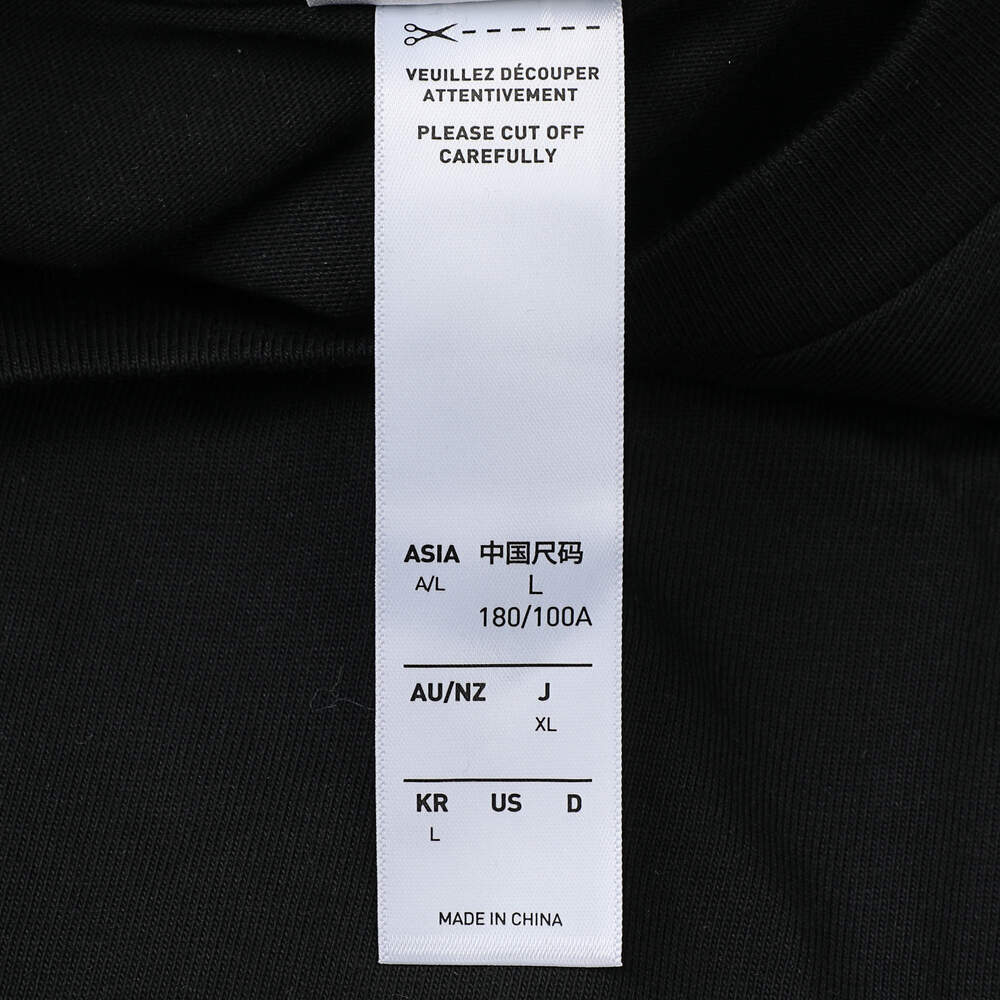 VEUILLEZ DÉCOUPER
ATTENTIVEMENT
PLEASE CUT OFF
CAREFULLY
ASIA 中国尺码
A/L L
180/100A
AU/NZ J
XL
KR US D
L
MADE IN CHINA